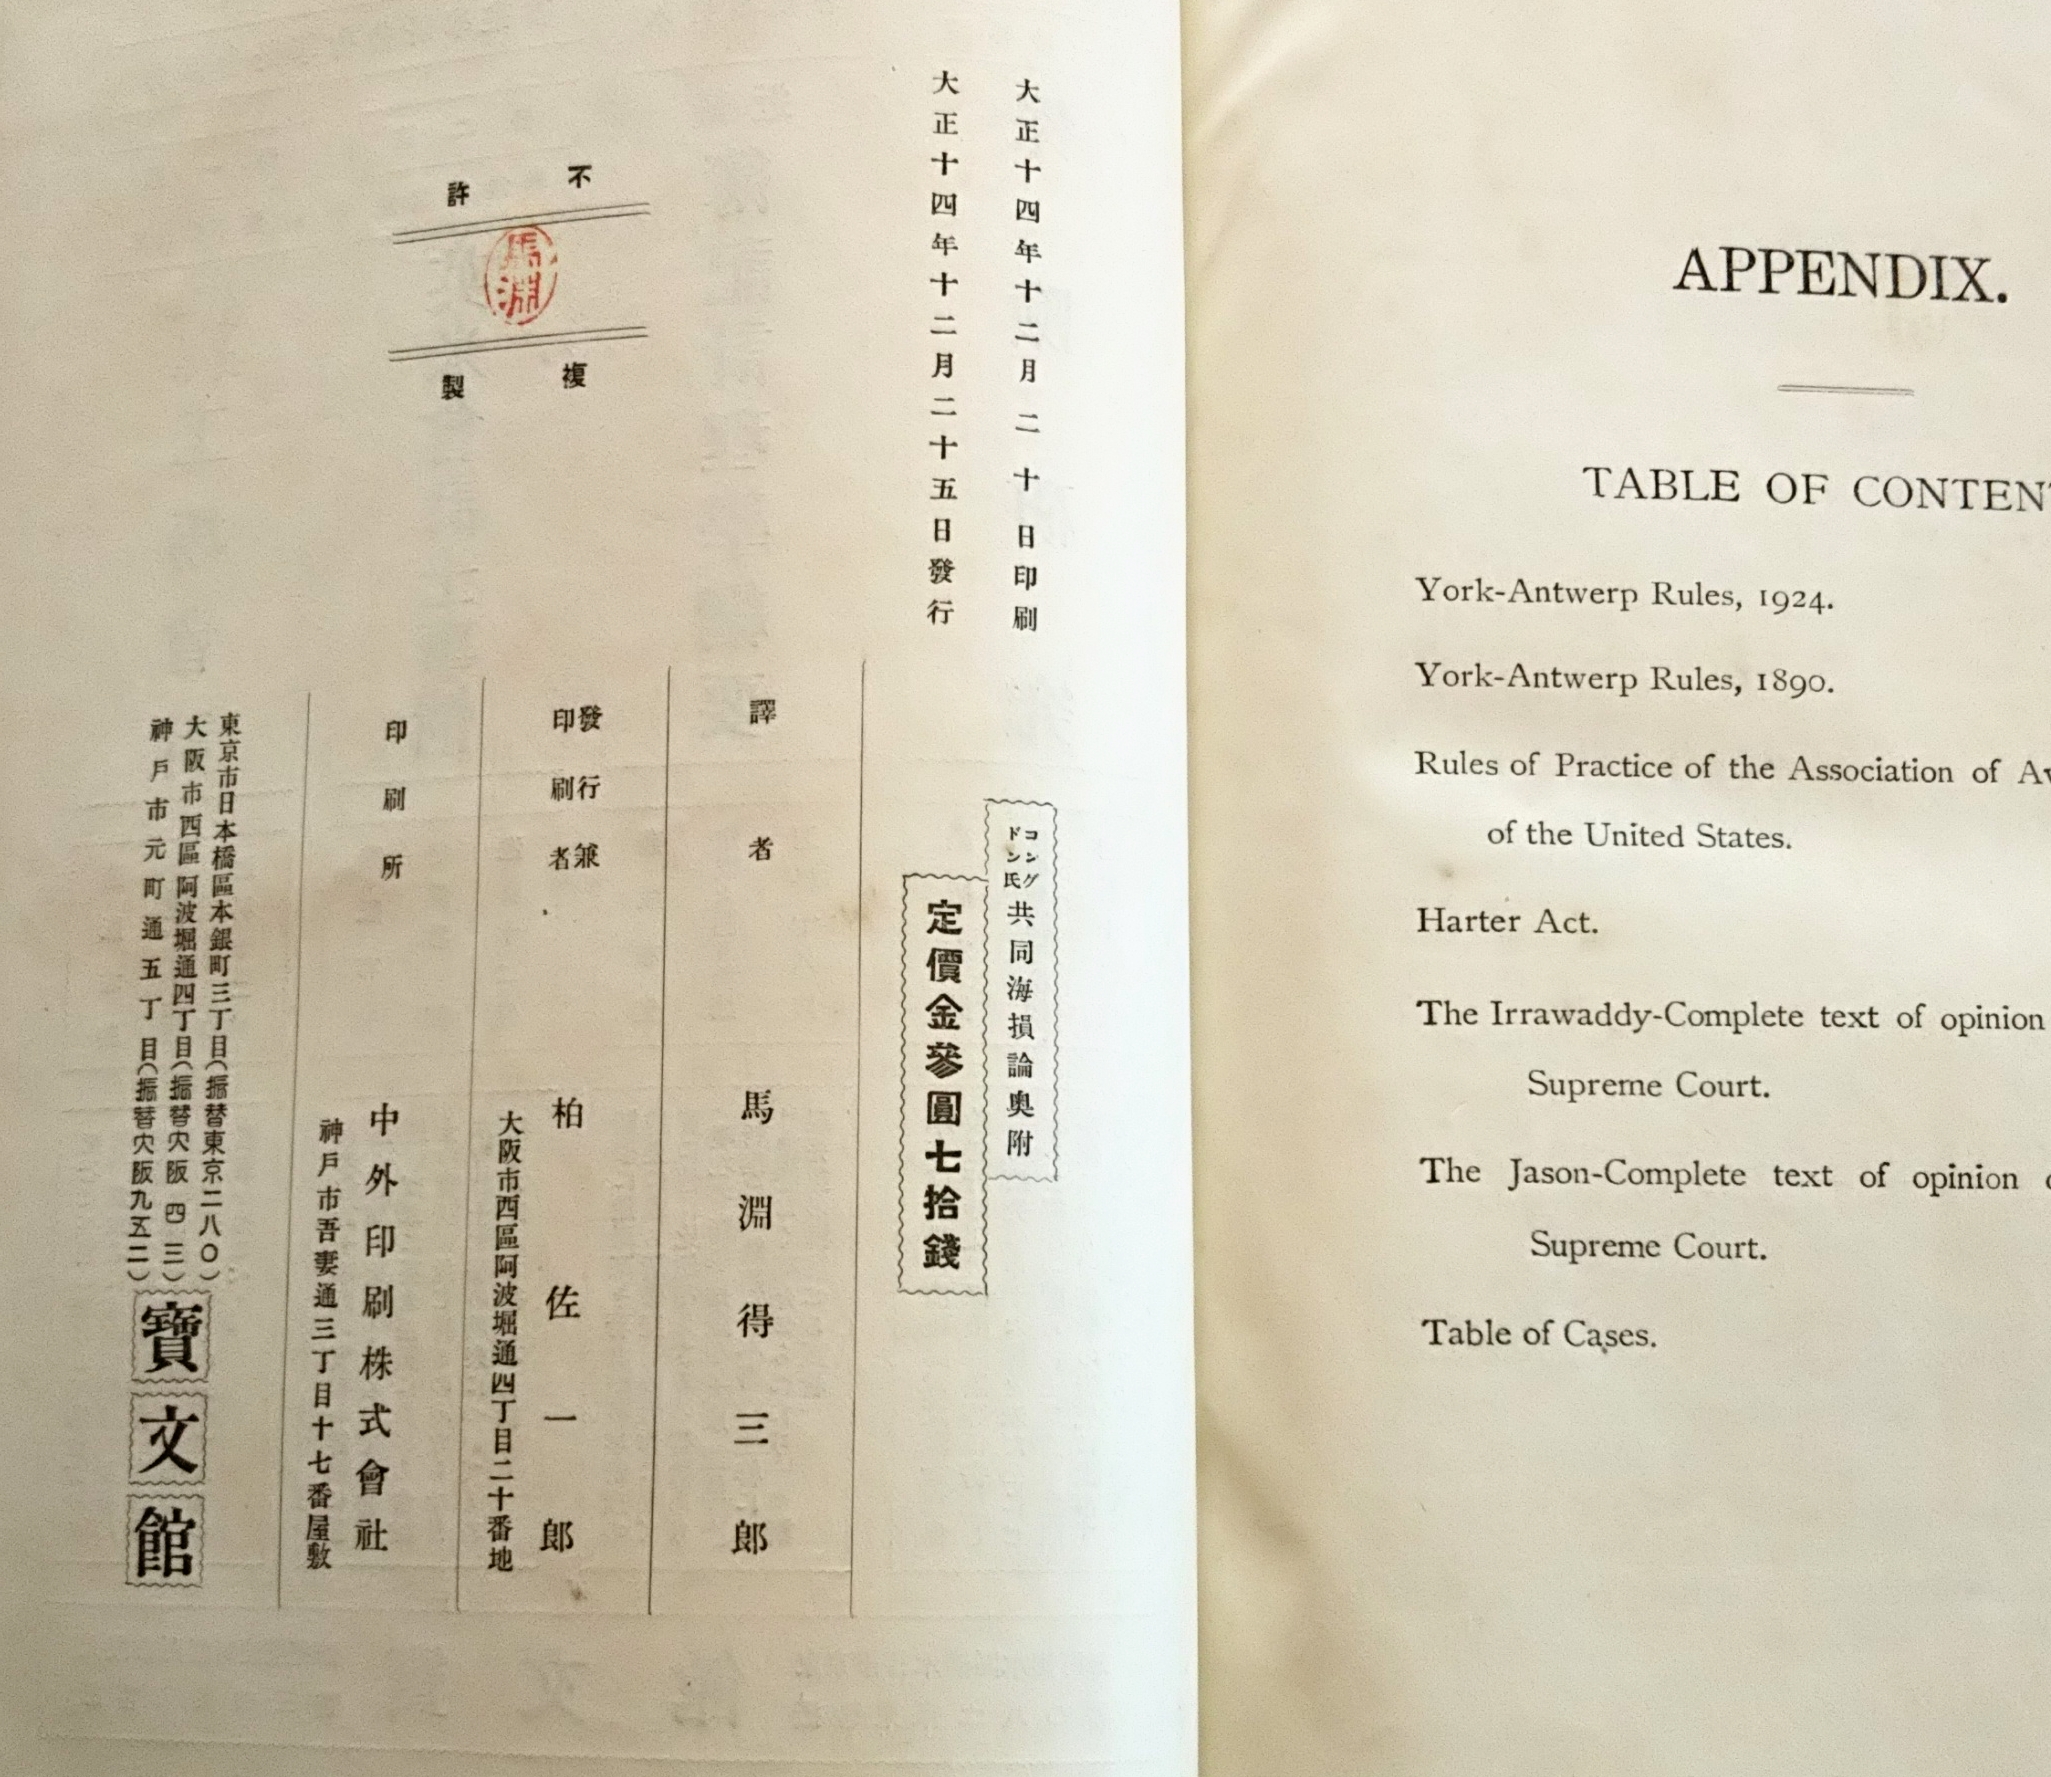 大正十四年十二月二十日印刷
大正十四年十二月二十五日發行
不許
複製
馬淵
コングドン氏共同海損論奥附
定價金參圓七拾錢
譯者
馬淵得三郎
發行兼
印刷者
柏佐一郎
大阪市西區阿波堀通四丁目二十番地
印刷所
中外印刷株式會社
神戶市吾妻通三丁目十七番屋敷
東京市日本橋區本銀町三丁目(振替東京二八〇)
大阪市西區阿波堀通四丁目(振替大阪四三)
神戶市元町通五丁目(振替大阪九五二)
寶文館
APPENDIX.
TABLE OF CONTEN
York-Antwerp Rules, 1924.
York-Antwerp Rules, 1890.
Rules of Practice of the Association of Av
of the United States.
Harter Act.
The Irrawaddy-Complete text of opinion
Supreme Court.
The Jason-Complete text of opinion
Supreme Court.
Table of Cases.